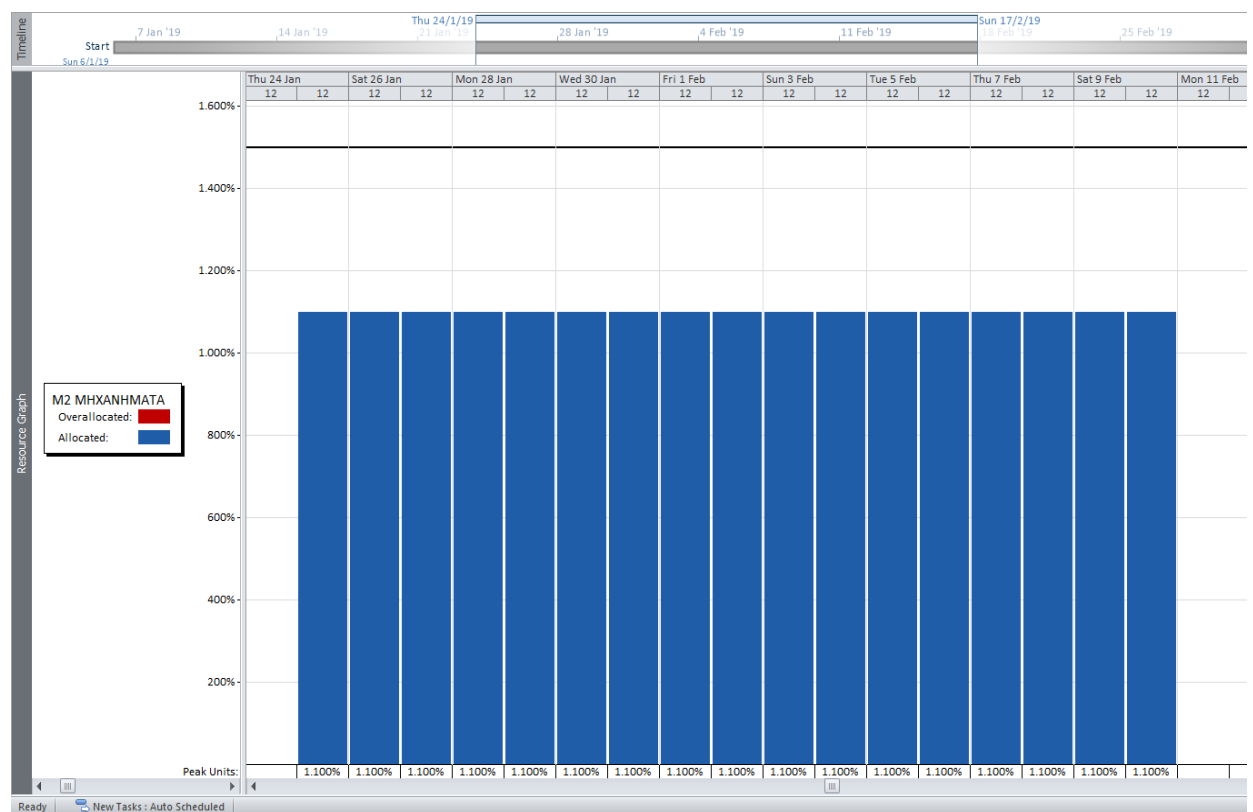 Timeline
Thu 24/1/19 Sun 17/2/19
7 Jan '19 14 Jan '19 21 Jan '19 28 Jan '19 4 Feb '19 11 Feb '19 18 Feb '19 25 Feb '19
Start
Sun 6/1/19
Thu 24 Jan Sat 26 Jan Mon 28 Jan Wed 30 Jan Fri 1 Feb Sun 3 Feb Tue 5 Feb Thu 7 Feb Sat 9 Feb Mon 11 Feb
12 12 12 12 12 12 12 12 12 12 12 12 12 12 12 12 12 12 12
1.600%
1.400%
1.200%
1.000%
800%
600%
400%
200%
Resource Graph
M2 ΜΗΧΑΝΗΜΑΤΑ
Overallocated:
Allocated:
Peak Units: 1.100% 1.100% 1.100% 1.100% 1.100% 1.100% 1.100% 1.100% 1.100% 1.100% 1.100% 1.100% 1.100% 1.100% 1.100% 1.100% 1.100%
Ready New Tasks : Auto Scheduled